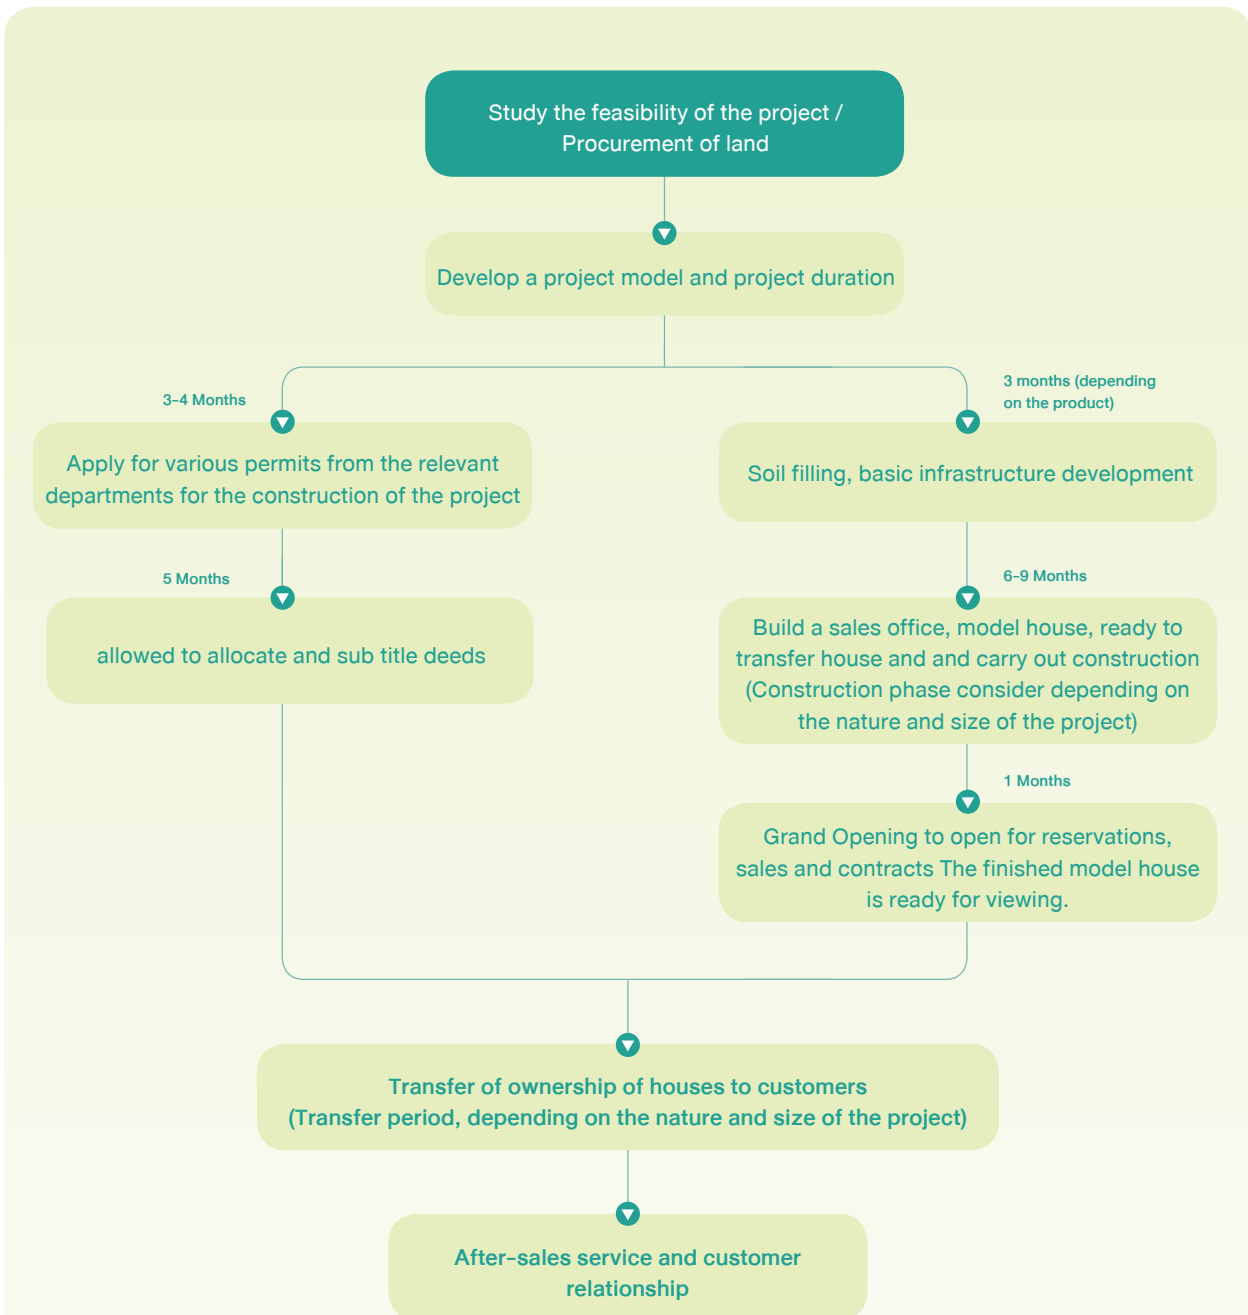 Study the feasibility of the project /
Procurement of land
Develop a project model and project duration
3-4 Months
Apply for various permits from the relevant
departments for the construction of the project
5 Months
allowed to allocate and sub title deeds
3 months (depending
on the product)
Soil filling, basic infrastructure development
6-9 Months
Build a sales office, model house, ready to
transfer house and and carry out construction
(Construction phase consider depending on
the nature and size of the project)
1 Months
Grand Opening to open for reservations,
sales and contracts The finished model house
is ready for viewing.
Transfer of ownership of houses to customers
(Transfer period, depending on the nature and size of the project)
After-sales service and customer
relationship